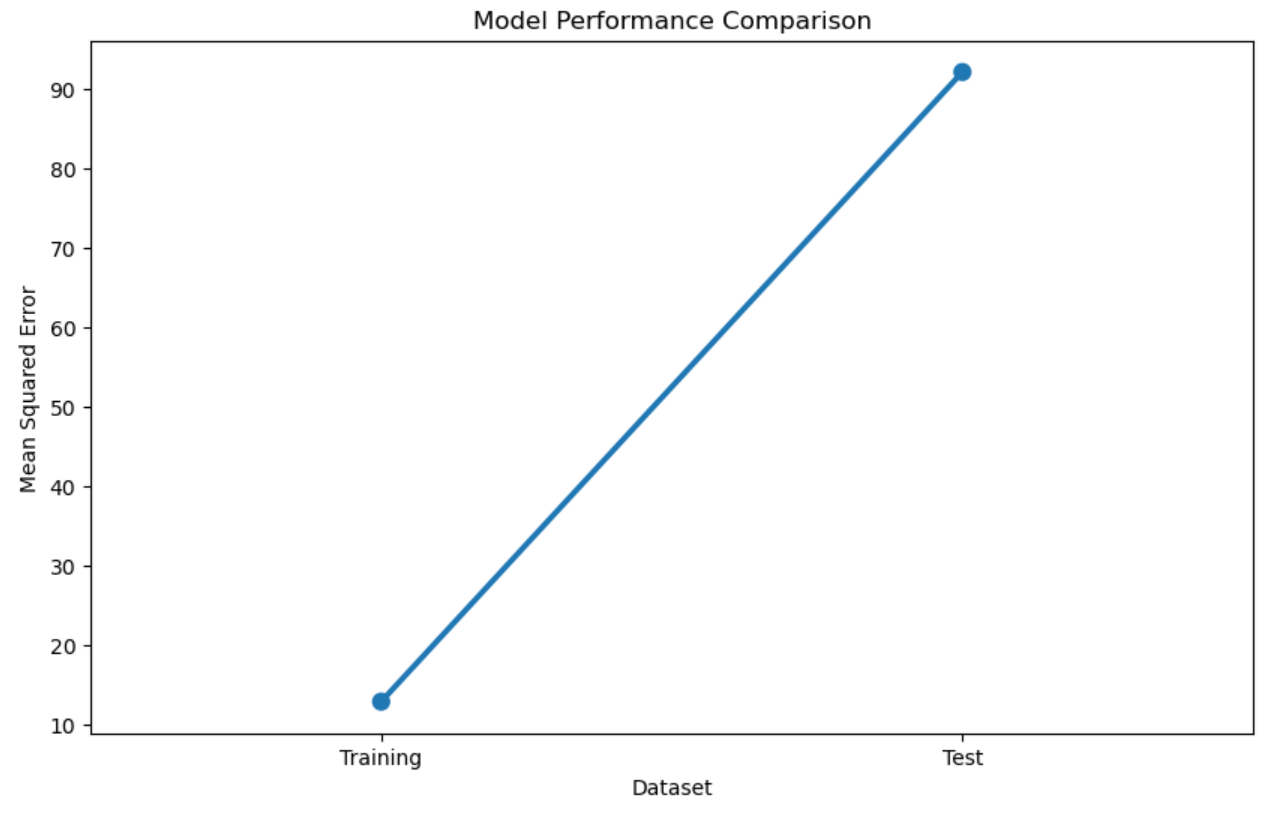 Model Performance Comparison
Mean Squared Error
90
80
70
60
50
40
30
20
10
Training
Test
Dataset